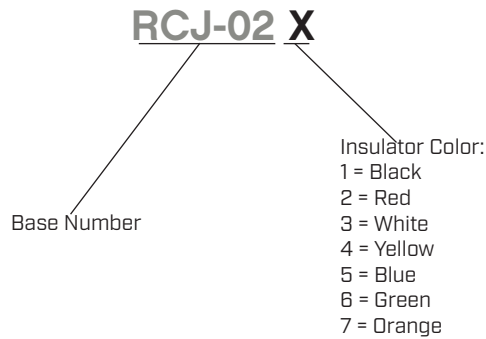 RCJ-02 X
Insulator Color:
1 = Black
2 = Red
Base Number
3 = White
4 = Yellow
5 = Blue
6 = Green
7 = Orange